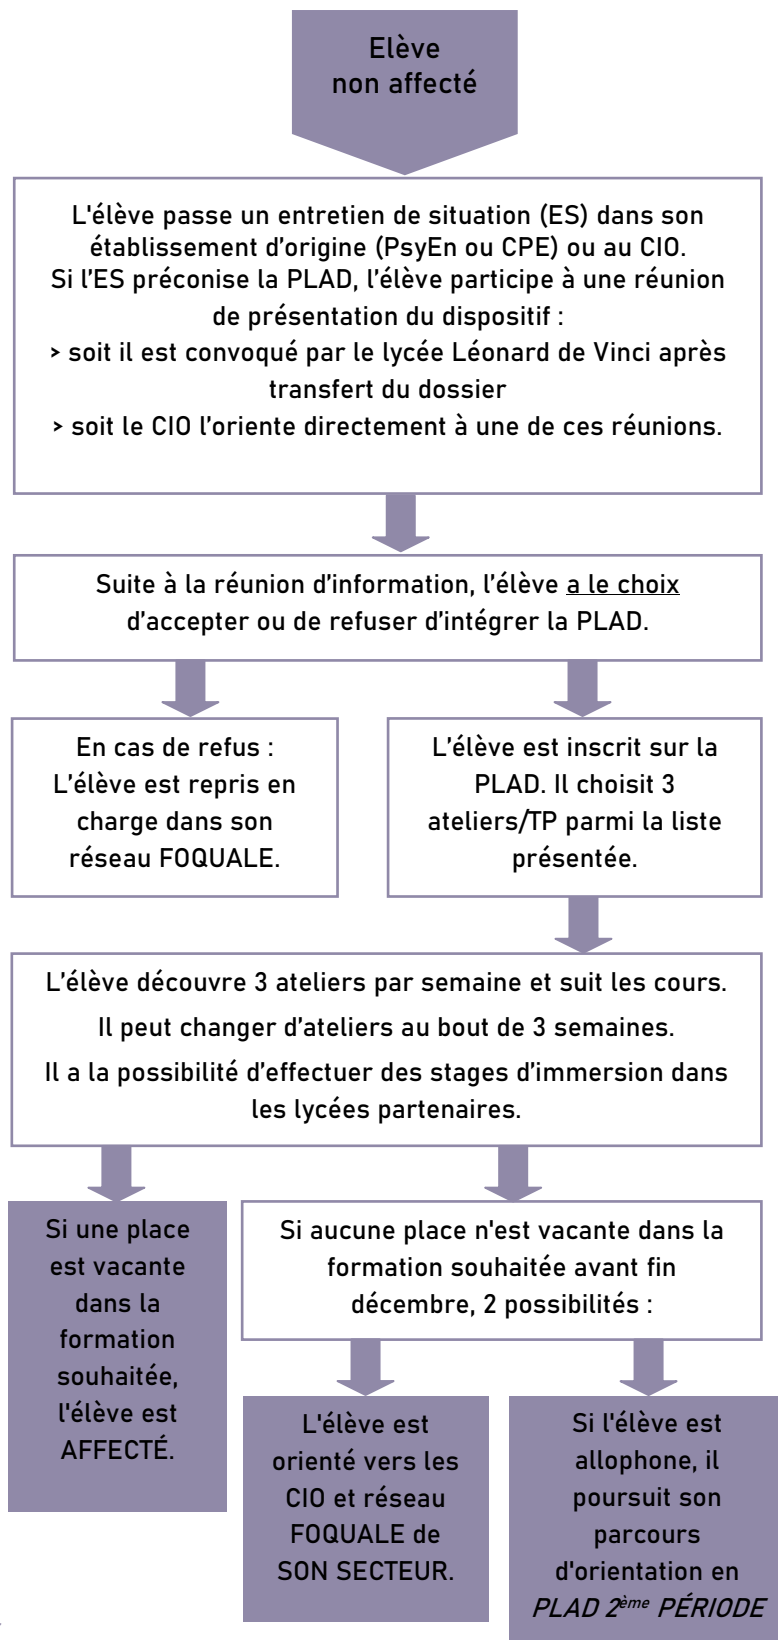 Elève
non affecté
L'élève passe un entretien de situation (ES) dans son
établissement d'origine (PsyEn ou CPE) ou au CIO.
Si l'ES préconise la PLAD, l'élève participe à une réunion
de présentation du dispositif :
> soit il est convoqué par le lycée Léonard de Vinci après
transfert du dossier
> soit le CIO l'oriente directement à une de ces réunions.
Suite à la réunion d'information, l'élève a le choix
d'accepter ou de refuser d'intégrer la PLAD.
En cas de refus :
L'élève est repris en
charge dans son
réseau FOQUALE.
L'élève est inscrit sur la
PLAD. Il choisit 3
ateliers/TP parmi la liste
présentée.
L'élève découvre 3 ateliers par semaine et suit les cours.
Il peut changer d'ateliers au bout de 3 semaines.
Il a la possibilité d'effectuer des stages d'immersion dans
les lycées partenaires.
Si une place
est vacante
dans la
formation
souhaitée,
l'élève est
AFFECTÉ.
Si aucune place n'est vacante dans la
formation souhaitée avant fin
décembre, 2 possibilités :
L'élève est
orienté vers les
CIO et réseau
FOQUALE de
SON SECTEUR.
Si l'élève est
allophone, il
poursuit son
parcours
d'orientation en
PLAD 2ème PÉRIODE